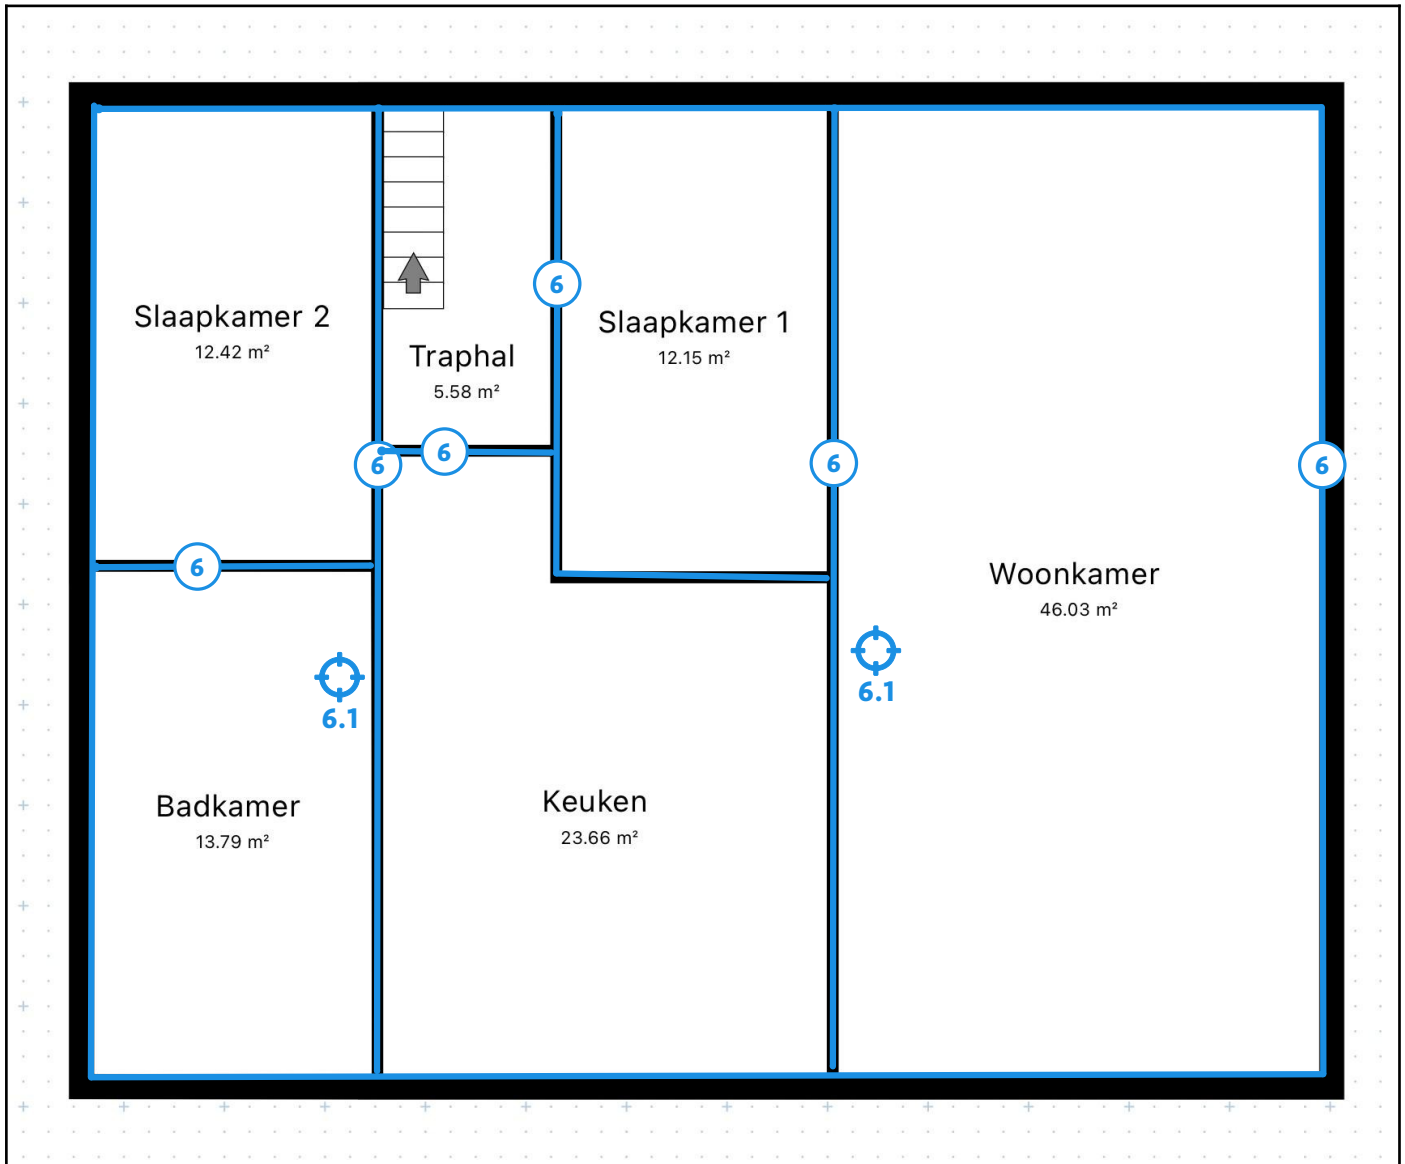 6
Slaapkamer 2
12.42 m²
Slaapkamer 1
12.15 m²
Traphal
5.58 m²
6
6
6
6
6
6
Woonkamer
46.03 m²
6.1
6.1
Badkamer
13.79 m²
Keuken
23.66 m²